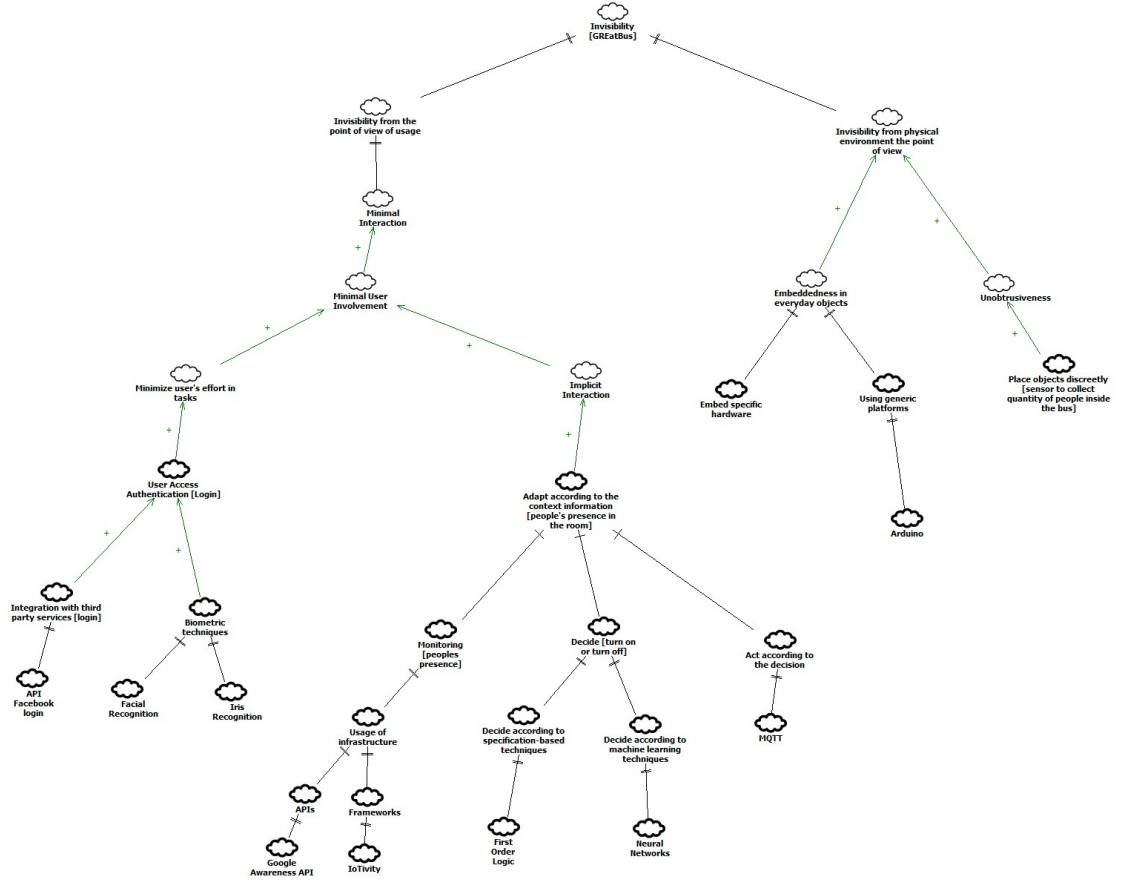 Invisibility
[GREatBus]
Invisibility from the
point of view of usage
Invisibility from physical
environment the point
of view
Minimal
Interaction
+
+
+
Minimal User
Involvement
Embeddedness in
everyday objects
Unobtrusiveness
+
+
+
Minimize user's effort in
tasks
Implicit
Interaction
Embed specific
hardware
Using generic
platforms
Place objects discreetly
[sensor to collect
quantity of people inside
the bus]
+
+
User Access
Authentication [Login]
Adapt according to the
context information
[people's presence in
the room]
Arduino
+
+
Integration with third
party services [login]
Biometric
techniques
Monitoring
[peoples
presence]
Decide [turn on
or turn off]
Act according to
the decision
API
Facebook
login
Facial
Recognition
Iris
Recognition
Usage of
infrastructure
Decide according to
specification-based
techniques
Decide according to
machine learning
techniques
MQTT
APIs
Frameworks
Google
Awareness API
IoTivity
First
Order
Logic
Neural
Networks